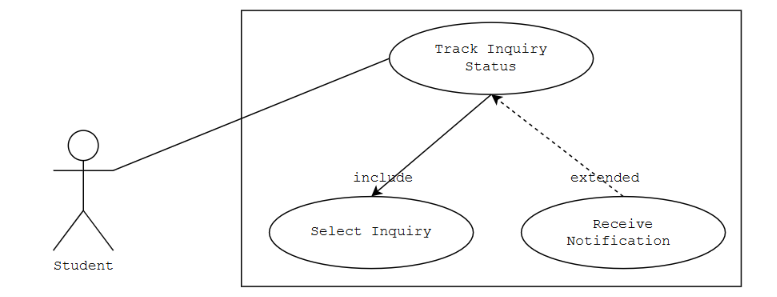 Track Inquiry
Status
include
extended
Select Inquiry
Receive
Notification
Student